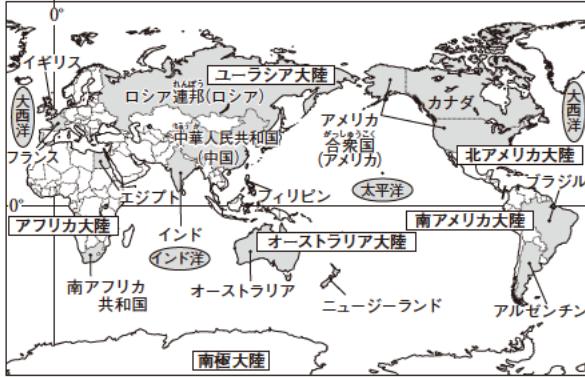 0°
0°
イギリス
ユーラシア大陸
ロシア連邦(ロシア)
れんぽう
大西洋
中華人民共和国
ちゅうか
(中国)
フランス
アメリカ
合衆国
がっしゅうこく
(アメリカ)
カナダ
大西洋
北アメリカ大陸
エジプト
フィリピン
太平洋
ブラジル
0°
0°
アフリカ大陸
インド
インド洋
オーストラリア大陸
南アメリカ大陸
南アフリカ
共和国
オーストラリア
ニュージーランド
アルゼンチン
南極大陸